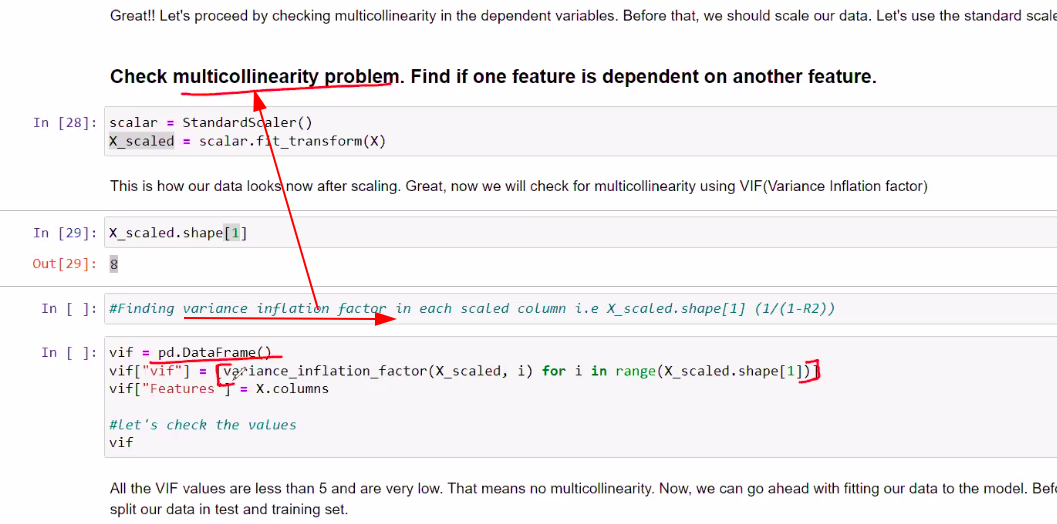 Great!! Let's proceed by checking multicollinearity in the dependent variables. Before that, we should scale our data. Let's use the standard scale
Check multicollinearity problem. Find if one feature is dependent on another feature.
In [28]: scalar = StandardScaler()
X_scaled = scalar.fit_transform(X)
This is how our data looks now after scaling. Great, now we will check for multicollinearity using VIF(Variance Inflation factor)
In [29]: X_scaled.shape[1]
Out[29]: 8
In [ ]: #Finding variance inflation factor in each scaled column i.e X_scaled.shape[1] (1/(1-R2))
In [ ]: vif = pd.DataFrame()
vif["vif"] = [variance_inflation_factor(X_scaled, i) for i in range(X_scaled.shape[1])]
vif["Features"] = X.columns
#let's check the values
vif
All the VIF values are less than 5 and are very low. That means no multicollinearity. Now, we can go ahead with fitting our data to the model. Befo
split our data in test and training set.